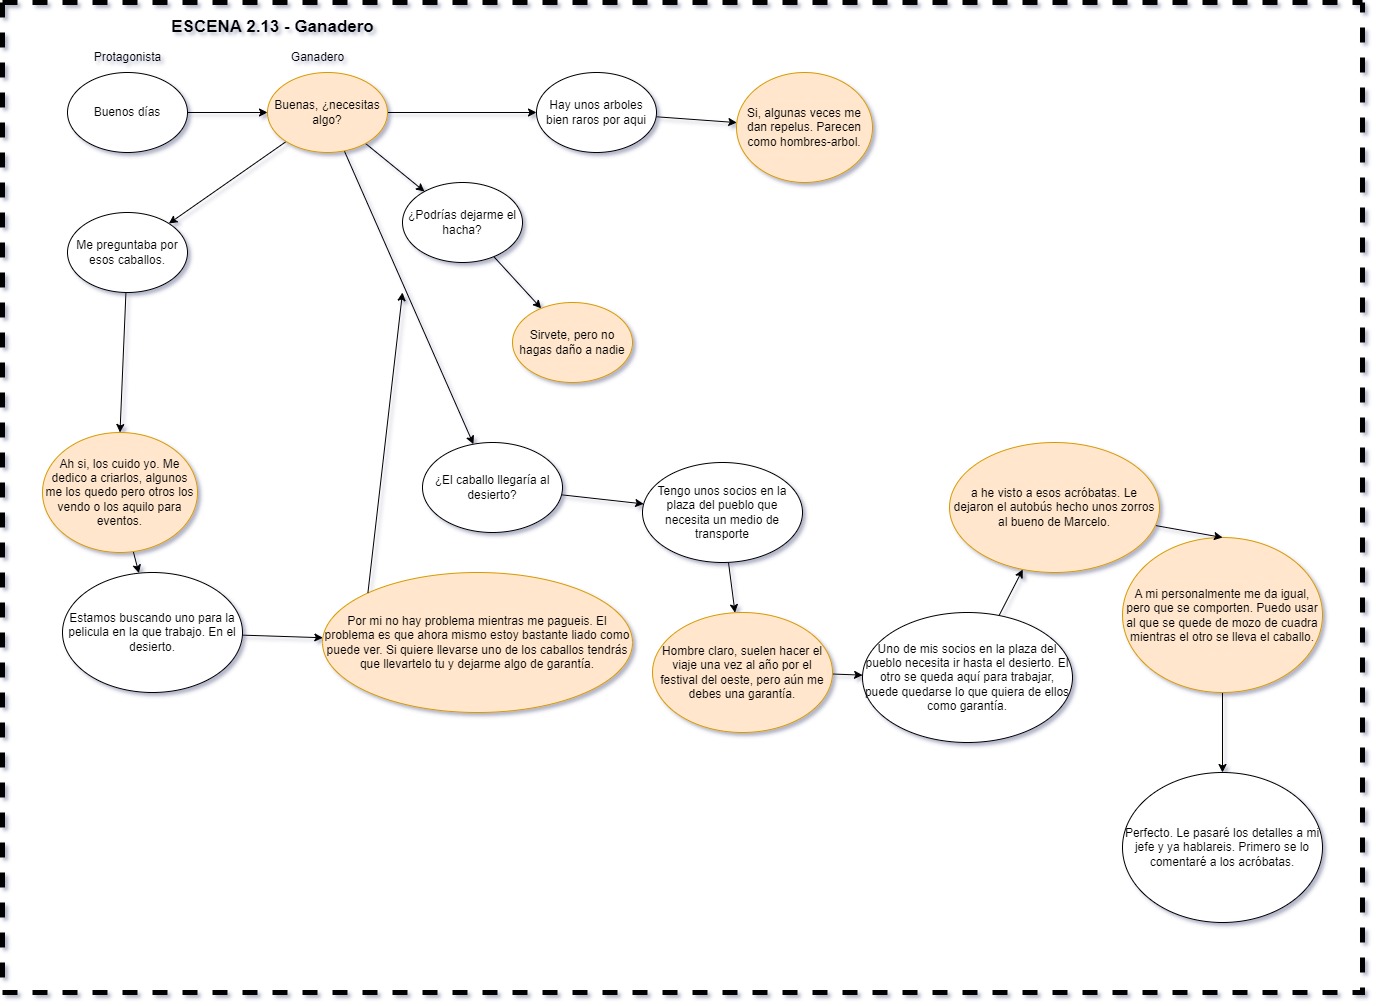 ESCENA 2.13 - Ganadero
Protagonista
Ganadero
Buenos días
Buenas, ¿necesitas
algo?
Hay unos arboles
bien raros por aqui
Si, algunas veces me
dan repelus. Parecen
como hombres-arbol.
¿Podrías dejarme el
hacha?
Me preguntaba por
esos caballos.
Sirvete, pero no
hagas daño a nadie
Ah si, los cuido yo. Me
dedico a criarlos, algunos
me los quedo pero otros los
vendo o los aquilo para
eventos.
¿El caballo llegaría al
desierto?
Tengo unos socios en la
plaza del pueblo que
necesita un medio de
transporte
a he visto a esos acróbatas. Le
dejaron el autobús hecho unos zorros
al bueno de Marcelo.
Estamos buscando uno para la
pelicula en la que trabajo. En el
desierto.
Por mi no hay problema mientras me pagueis. El
problema es que ahora mismo estoy bastante liado como
puede ver. Si quiere llevarse uno de los caballos tendrás
que llevartelo tu y dejarme algo de garantía.
Hombre claro, suelen hacer el
viaje una vez al año por el
festival del oeste, pero aún me
debes una garantía.
Uno de mis socios en la plaza del
pueblo necesita ir hasta el desierto. El
otro se queda aquí para trabajar,
puede quedarse lo que quiera de ellos
como garantía.
A mi personalmente me da igual,
pero que se comporten. Puedo usar
al que se quede de mozo de cuadra
mientras el otro se lleva el caballo.
Perfecto. Le pasaré los detalles a mi
jefe y ya hablareis. Primero se lo
comentaré a los acróbatas.